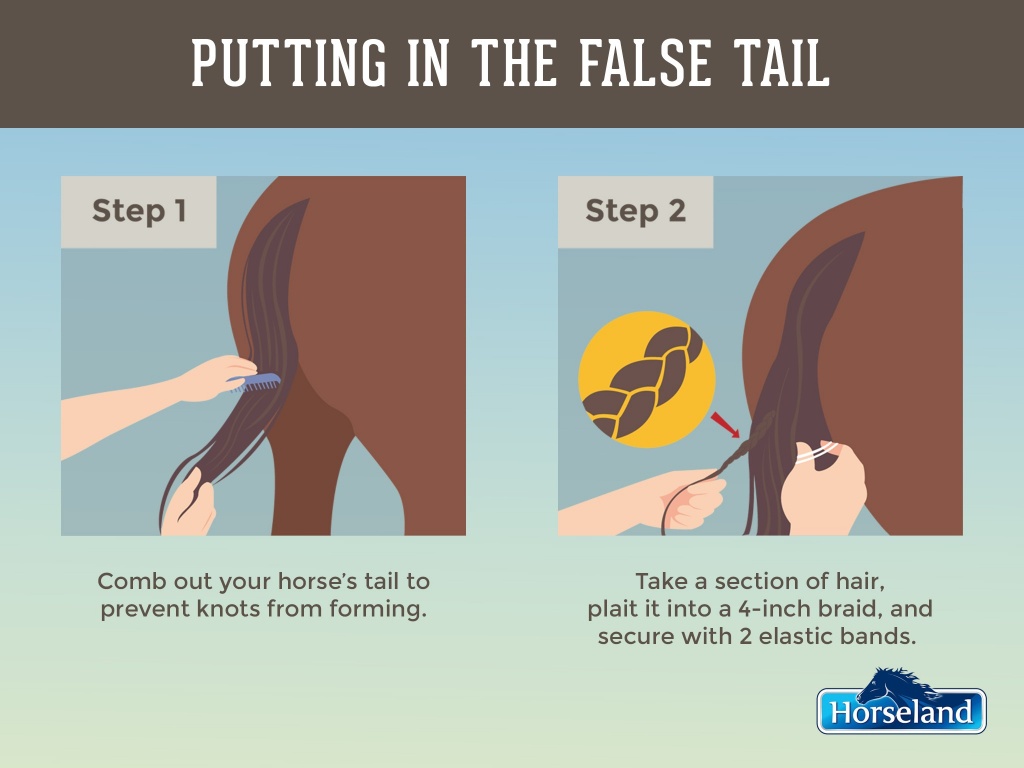 PUTTING IN THE FALSE TAIL
Step 1
Step 2
Comb out your horse's tail to
prevent knots from forming.
Take a section of hair,
plait it into a 4-inch braid, and
secure with 2 elastic bands.
Horseland